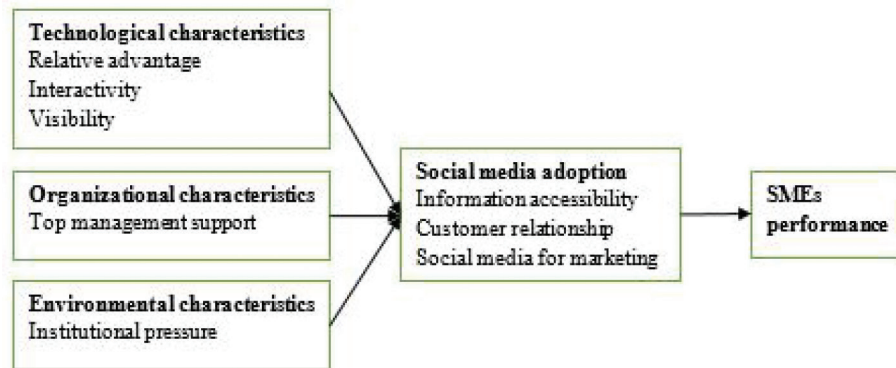 Technological characteristics
Relative advantage
Interactivity
Visibility
Organizational characteristics
Top management support
Environmental characteristics
Institutional pressure
Social media adoption
Information accessibility
Customer relationship
Social media for marketing
SMEs
performance